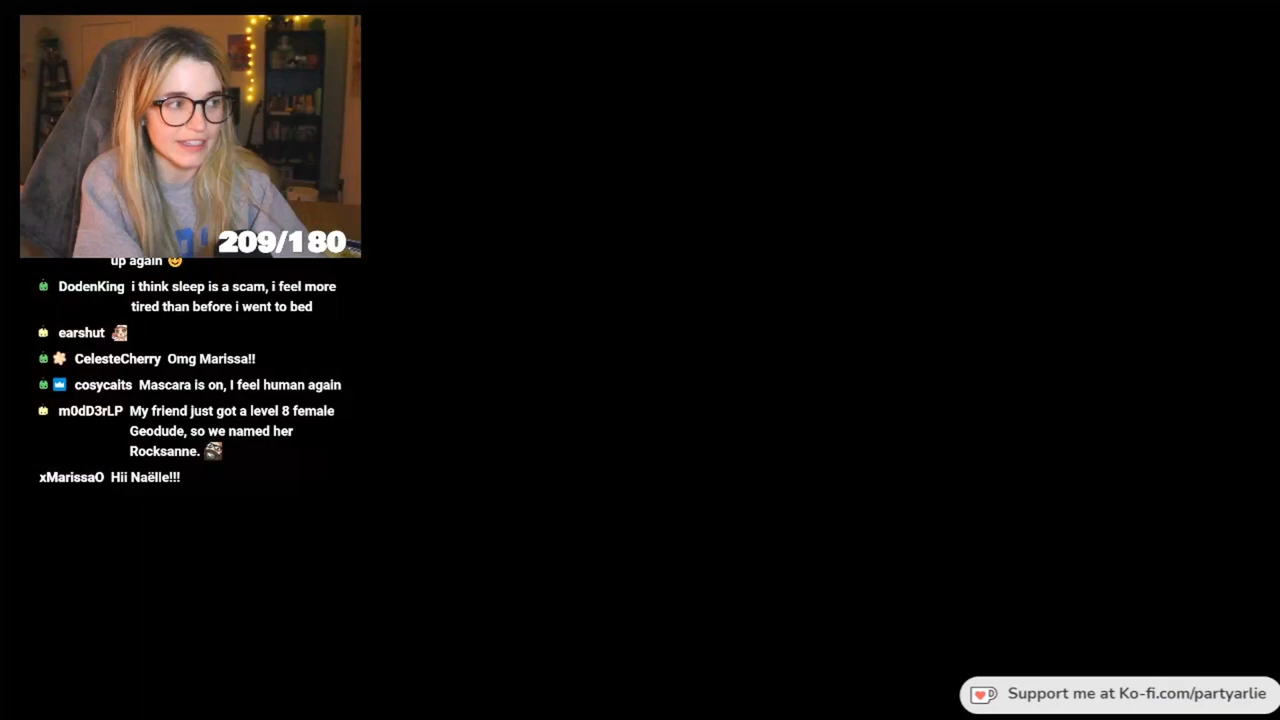 209/180
up again
DodenKing i think sleep is a scam, i feel more
tired than before i went to bed
earshut
CelesteCherry Omg Marissa!!
cosycaits Mascara is on, I feel human again
m0dD3rLP My friend just got a level 8 female
Geodude, so we named her
Rocksanne.
xMarissaO Hii Naëlle!!!
Support me at Ko-fi.com/partyarlie